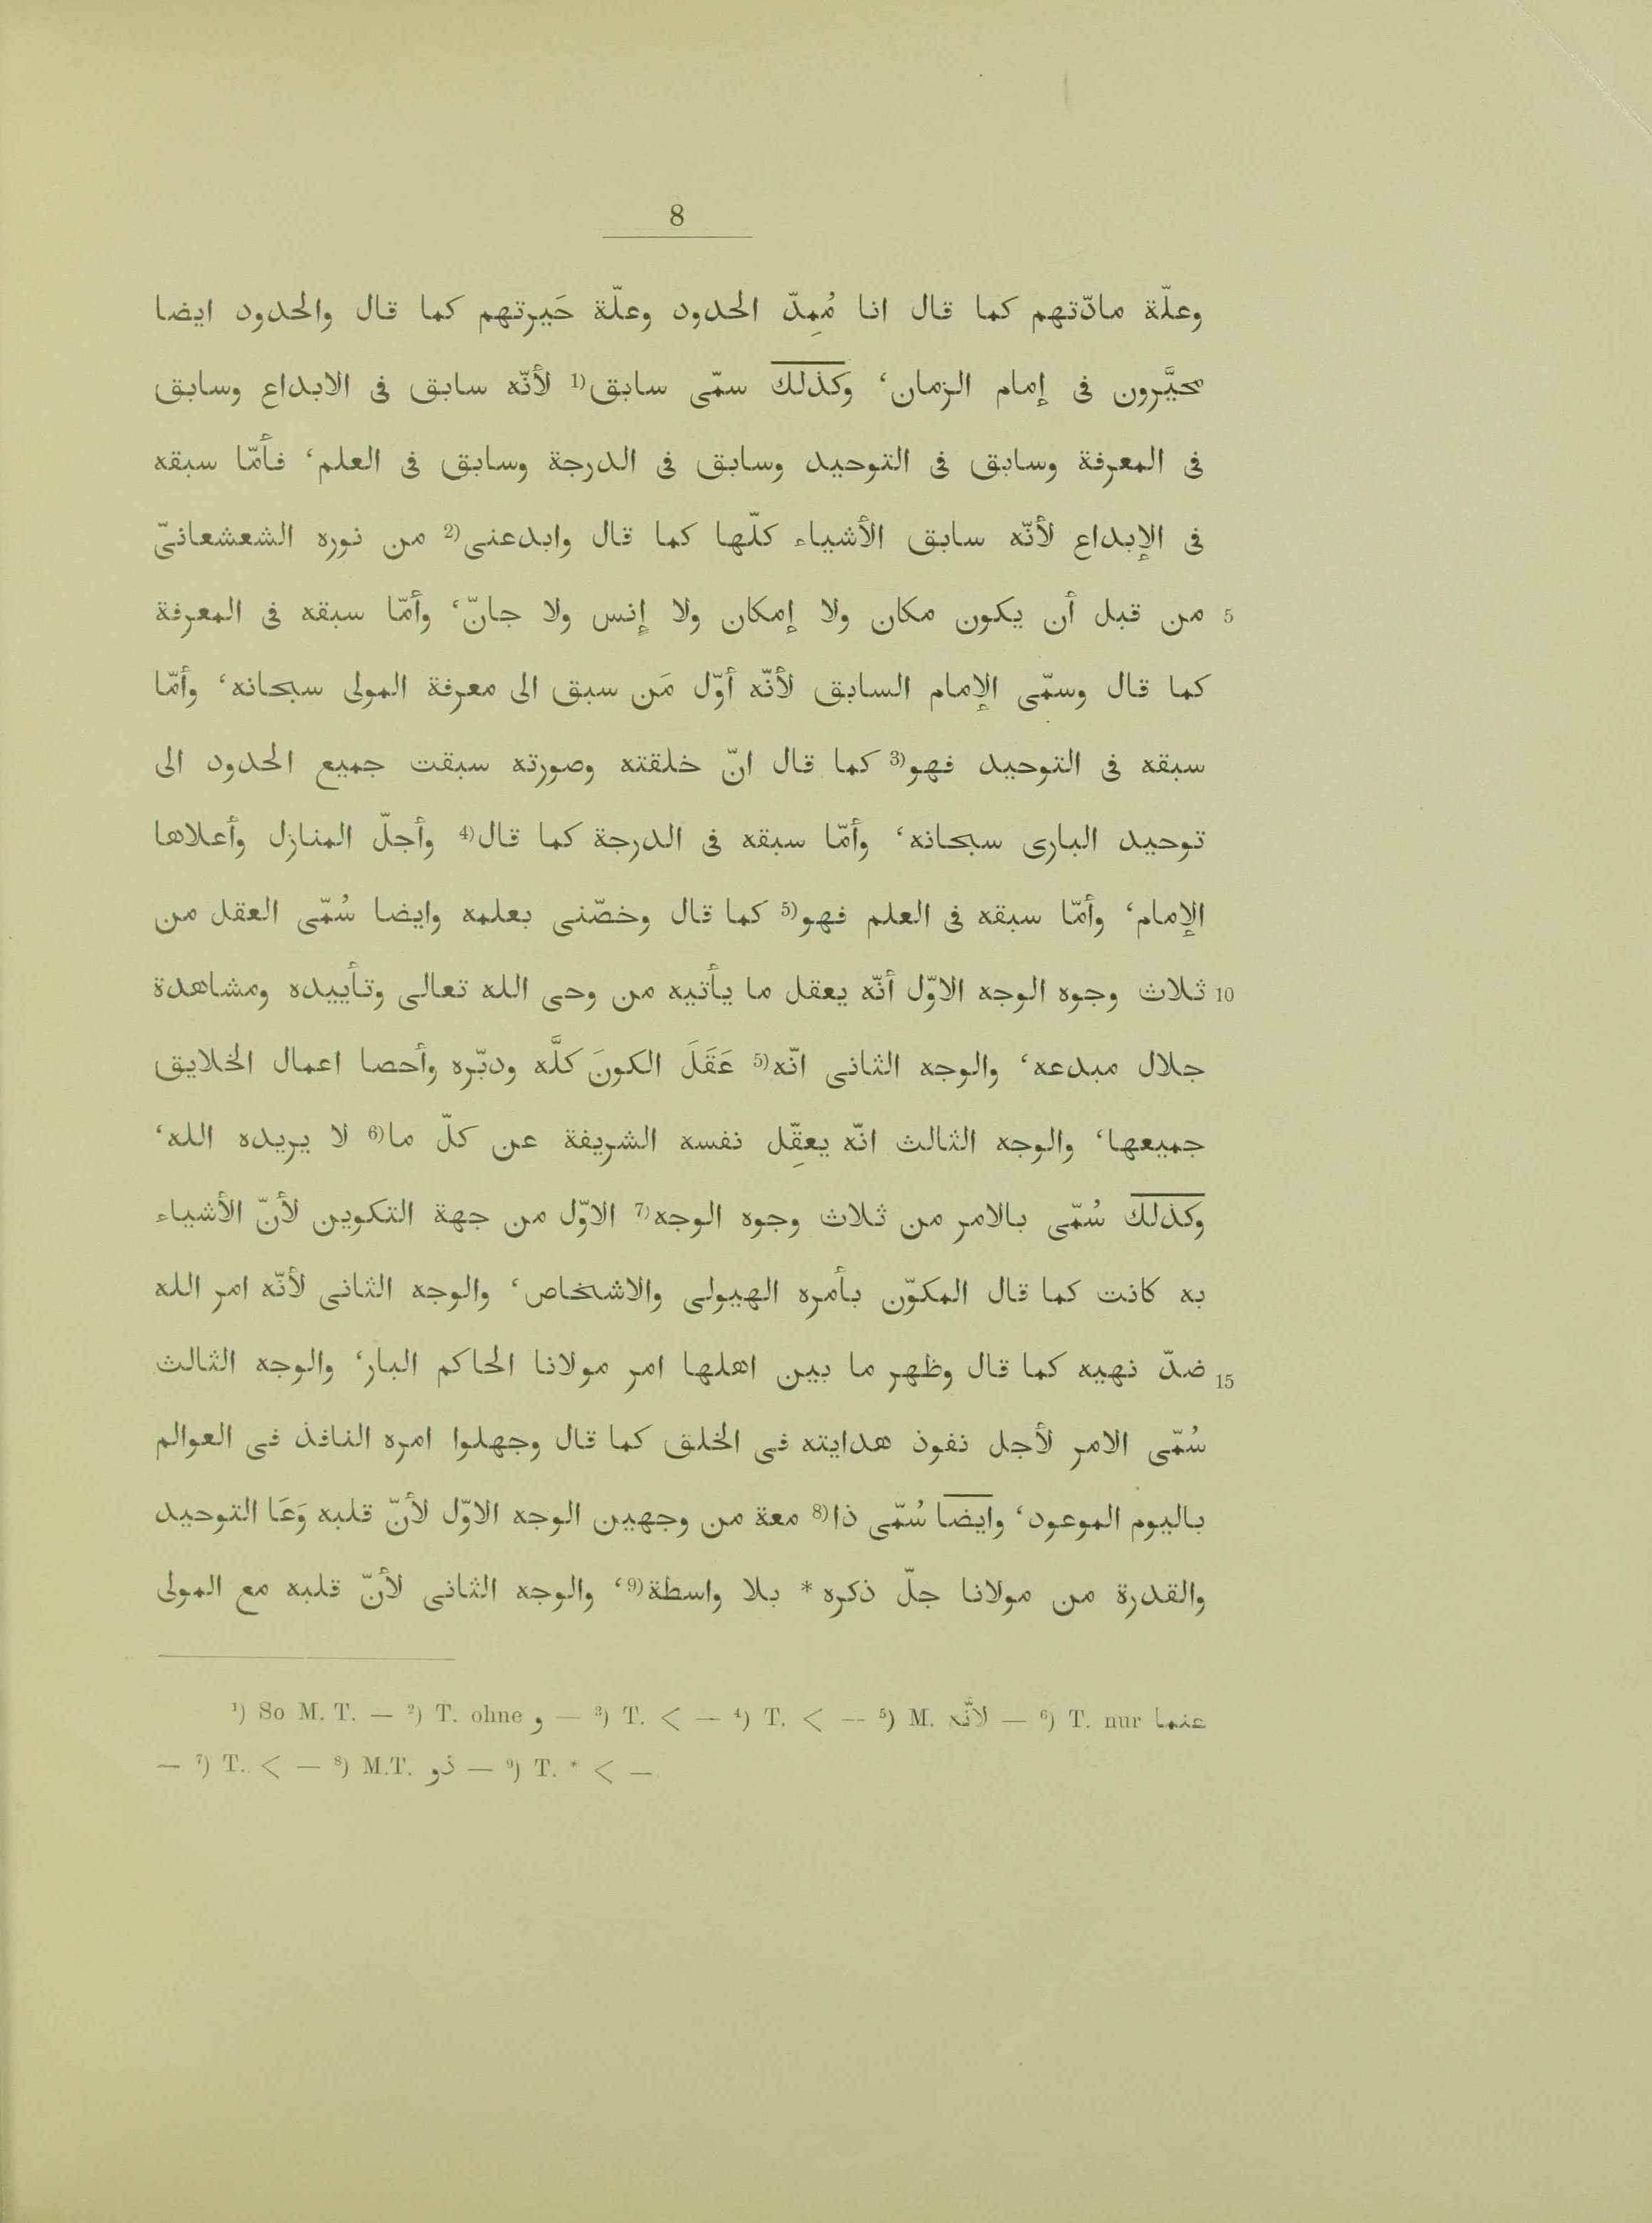 8
وعلّة مادّتهم كما قال انا مُمِدّ الحدود وعلّة حَيرتهم كما قال والحدود ايضا
محيَّرون فى إمام الزمان، وكذلك سمّى سابق(1 لأنّه سابق فى الابداع وسابق
فى المعرفة وسابق فى التوحيد وسابق فى الدرجة وسابق فى العلم، فأمّا سبقه
فى الإبداع لأنّه سابق الأشياء كلّها كما قال وابدعنى(2 من نوره الشعشعانىّ
5 من قبل أن يكون مكان ولا إمكان ولا إنس ولا جانّ، وأمّا سبقه فى المعرفة
كما قال وسمّى الإمام السابق لأنّه أوّل مَن سبق الى معرفة المولى سبحانه، وأمّا
سبقه فى التوحيد فهو(3 كما قال انّ خلقته وصورته سبقت جميع الحدود الى
توحيد البارى سبحانه، وأمّا سبقه فى الدرجة كما قال(4 وأجلّ المنازل وأعلاها
الإمام، وأمّا سبقه فى العلم فهو(5 كما قال وخصّنى بعلمه وايضا سُمّى العقل من
10 ثلاث وجوه الوجه الاوّل أنّه يعقل ما يأتيه من وحى الله تعالى وتأييده ومشاهدة
جلال مبدعه، والوجه الثانى انّه(5 عَقَلَ الكونَ كلَّه ودبّره وأحصا اعمال الخلايق
جميعها، والوجه الثالث انّه يعقِّل نفسه الشريفة عن كلّ ما(6 لا يريده الله،
وكذلك سُمّى بالامر من ثلاث وجوه الوجه(7 الاوّل من جهة التكوين لأنّ الأشياء
به كانت كما قال المكوّن بأمره الهيولى والاشخاص، والوجه الثانى لأنّه امر الله
15 ضدّ نهيه كما قال وظهر ما بين اهلها امر مولانا الحاكم البار، والوجه الثالث
سُمّى الامر لأجل نفوذ هدايته فى الخلق كما قال وجهلوا امره النافذ فى العوالم
باليوم الموعود، وايضا سُمّى ذا(8 معة من وجهين الوجه الاوّل لأنّ قلبه وَعَا التوحيد
والقدرة من مولانا جلّ ذكره * بلا واسطة(9، والوجه الثانى لأنّ قلبه مع المولى
¹) So M. T. — ²) T. ohne و — ³) T. < — ⁴) T. < — ⁵) M. لانّه — ⁶) T. nur عنما
— ⁷) T. < — ⁸) M.T. ذو — ⁹) T. * < —